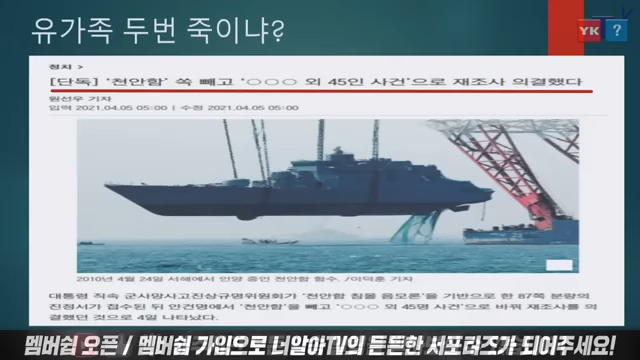 유가족 두번 죽이냐?
YK ?
정치 >
[단독] '천안함' 쏙 빼고 '○○○ 외 45인 사건'으로 재조사 의결했다
원선우 기자
입력 2021.04.05 05:00 | 수정 2021.04.05 05:00
2010년 4월 24일 서해에서 인양 중인 천안함 함수. /이덕훈 기자
대통령 직속 군사망사고진상규명위원회가 '천안함 침몰 음모론'을 기반으로 한 87쪽 분량의
진정서가 접수된 뒤 안건명에서 '천안함'을 빼고 '○○○ 외 45명 사건'으로 바꿔 재조사를 의
결했던 것으로 4일 나타났다.
멤버쉽 오픈 / 멤버쉽 가입으로 너알아TV의 든든한 서포터즈가 되어주세요!